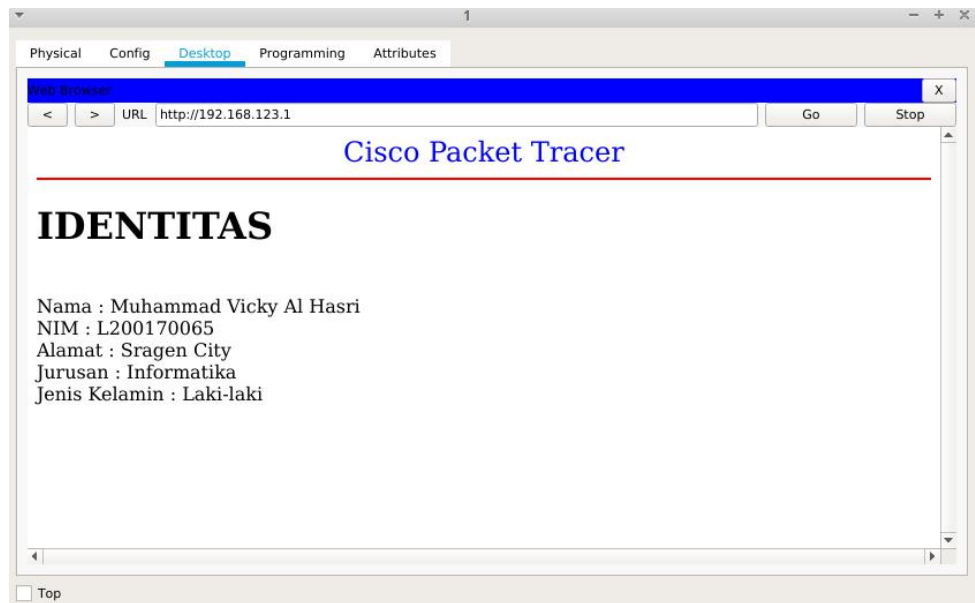 1
Physical Config Desktop Programming Attributes
Web Browser X
< > URL http://192.168.123.1 Go Stop
Cisco Packet Tracer
IDENTITAS
Nama : Muhammad Vicky Al Hasri
NIM : L200170065
Alamat : Sragen City
Jurusan : Informatika
Jenis Kelamin : Laki-laki
Top